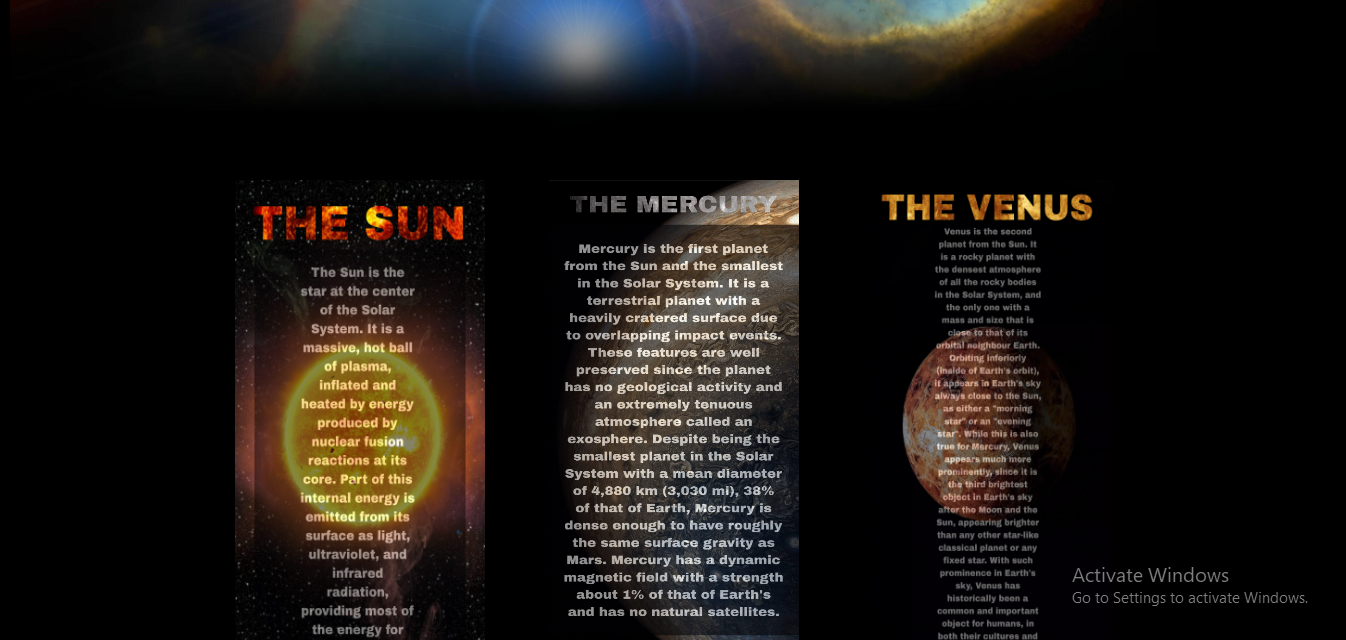 THE SUN
The Sun is the
star at the center
of the Solar
System. It is a
massive, hot ball
of plasma,
inflated and
heated by energy
produced by
nuclear fusion
reactions at its
core. Part of this
internal energy is
emitted from its
surface as light,
ultraviolet, and
infrared
radiation,
providing most of
the energy for
THE MERCURY
Mercury is the first planet
from the Sun and the smallest
in the Solar System. It is a
terrestrial planet with a
heavily cratered surface due
to overlapping impact events.
These features are well
preserved since the planet
has no geological activity and
an extremely tenuous
atmosphere called an
exosphere. Despite being the
smallest planet in the Solar
System with a mean diameter
of 4,880 km (3,030 mi), 38%
of that of Earth, Mercury is
dense enough to have roughly
the same surface gravity as
Mars. Mercury has a dynamic
magnetic field with a strength
about 1% of that of Earth's
and has no natural satellites.
THE VENUS
Venus is the second
planet from the Sun. It
is a rocky planet with
the densest atmosphere
of all the rocky bodies
in the Solar System, and
the only one with a
mass and size that is
close to that of its
orbital neighbour Earth.
Orbiting inferiorly
(inside of Earth's orbit),
it appears in Earth's sky
always close to the Sun,
as either a "morning
star" or an "evening
star". While this is also
true for Mercury, Venus
appears much more
prominently, since it is
the third brightest
object in Earth's sky
after the Moon and the
Sun, appearing brighter
than any other star-like
classical planet or any
fixed star. With such
prominence in Earth's
sky, Venus has
historically been a
common and important
object for humans, in
both their cultures and
Activate Windows
Go to Settings to activate Windows.